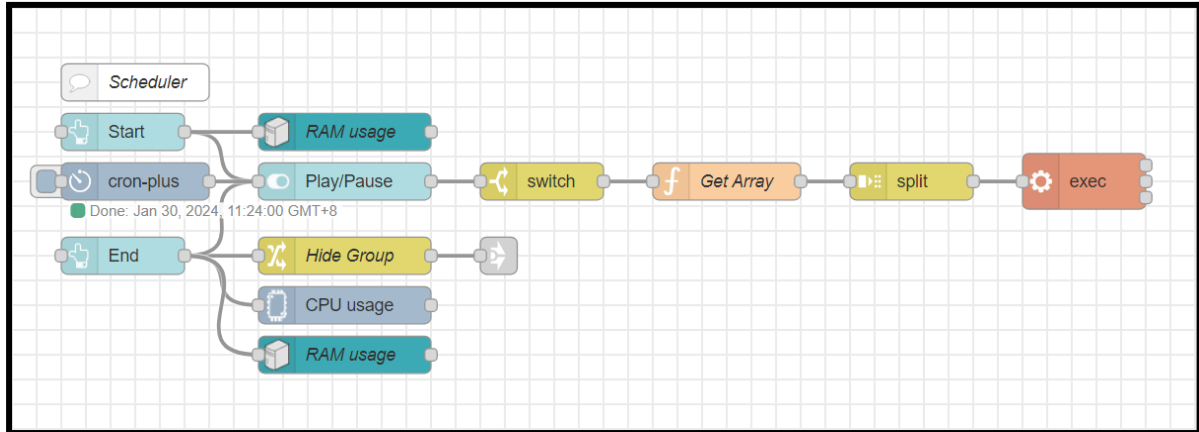 Scheduler
Start
RAM usage
cron-plus
Play/Pause
switch
Get Array
split
exec
Done: Jan 30, 2024, 11:24:00 GMT+8
End
Hide Group
CPU usage
RAM usage